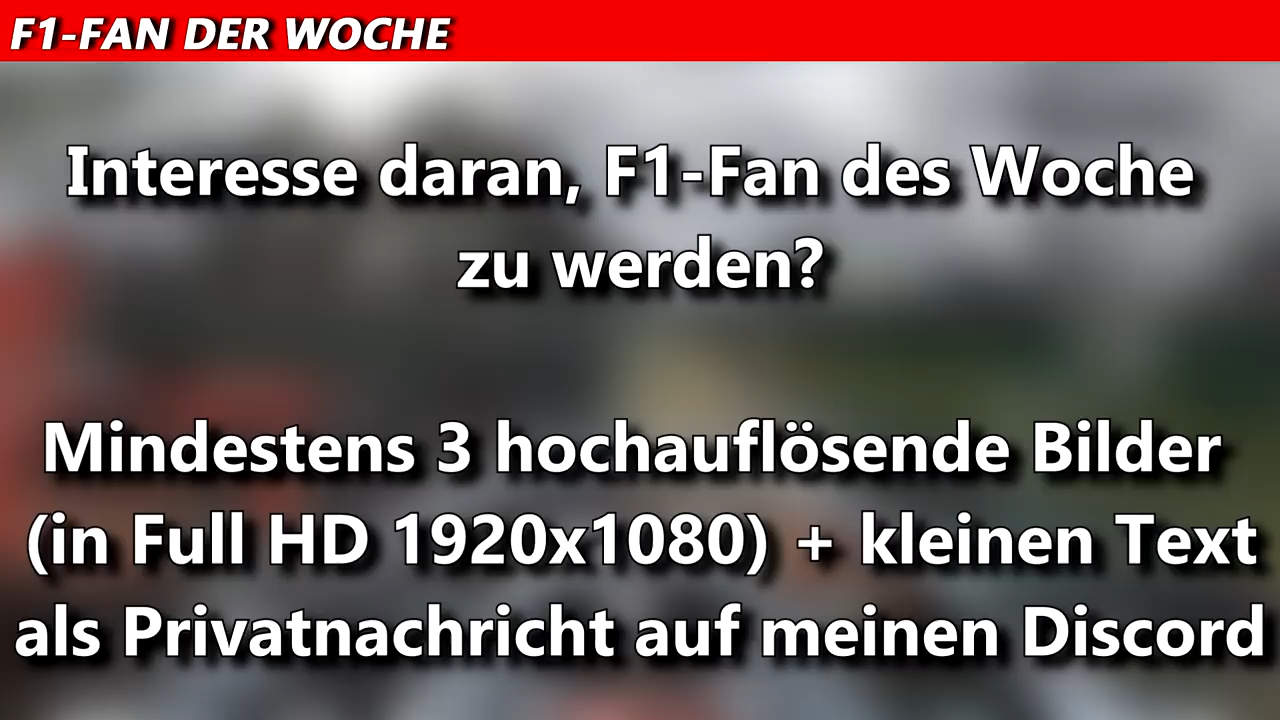 F1-FAN DER WOCHE
Interesse daran, F1-Fan des Woche
zu werden?
Mindestens 3 hochauflösende Bilder
(in Full HD 1920x1080) + kleinen Text
als Privatnachricht auf meinen Discord